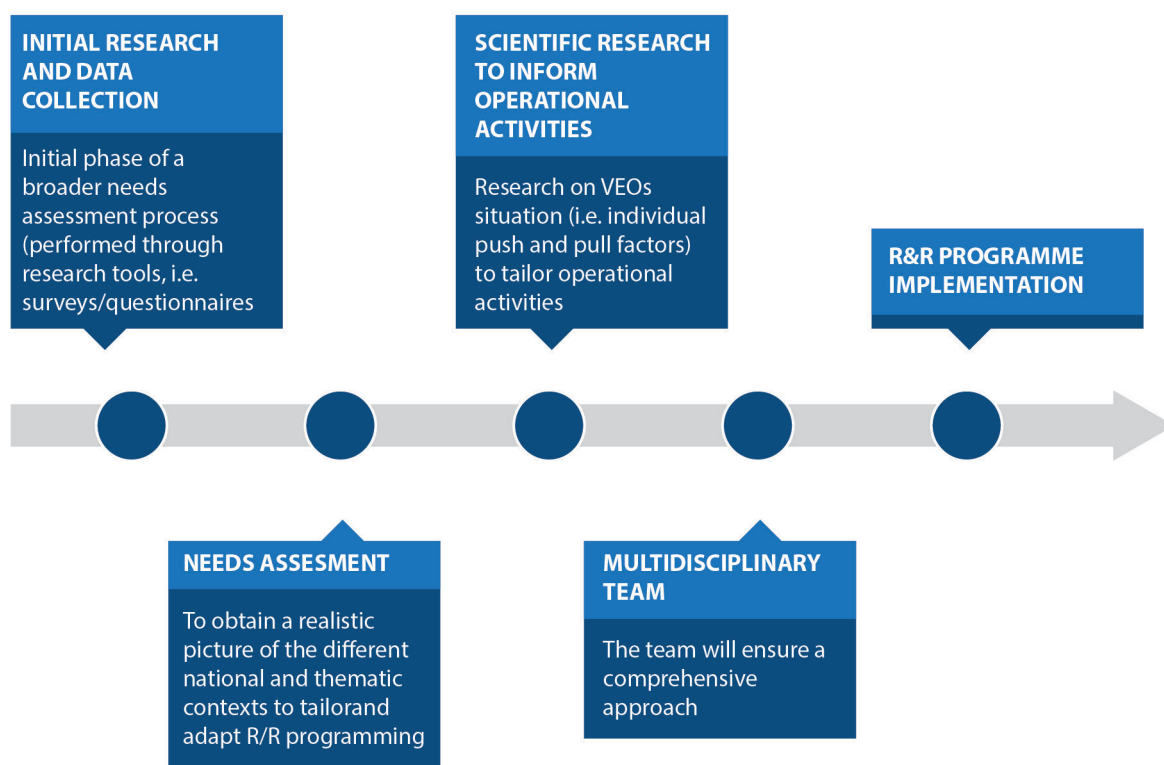 INITIAL RESEARCH
AND DATA
COLLECTION
Initial phase of a
broader needs
assessment process
(performed through
research tools, i.e.
surveys/questionnaires
NEEDS ASSESMENT
To obtain a realistic
picture of the different
national and thematic
contexts to tailorand
adapt R/R programming
SCIENTIFIC RESEARCH
TO INFORM
OPERATIONAL
ACTIVITIES
Research on VEOs
situation (i.e. individual
push and pull factors)
to tailor operational
activities
MULTIDISCIPLINARY
TEAM
The team will ensure a
comprehensive
approach
R&R PROGRAMME
IMPLEMENTATION